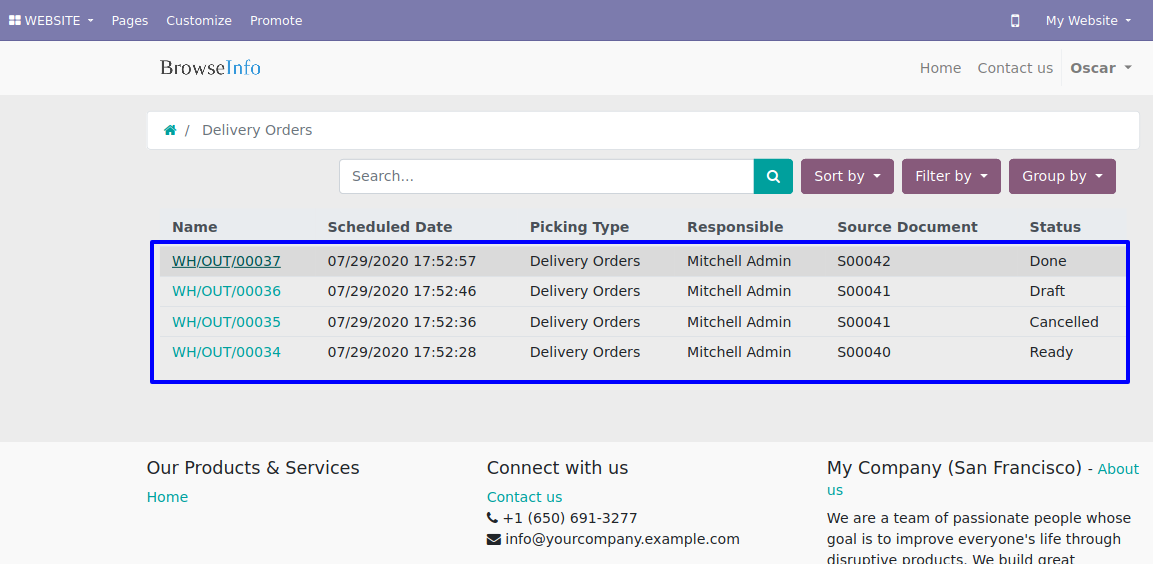 WEBSITE Pages Customize Promote My Website
BrowseInfo Home Contact us Oscar
/ Delivery Orders
Search... Sort by Filter by Group by
Name Scheduled Date Picking Type Responsible Source Document Status
WH/OUT/00037 07/29/2020 17:52:57 Delivery Orders Mitchell Admin S00042 Done
WH/OUT/00036 07/29/2020 17:52:46 Delivery Orders Mitchell Admin S00041 Draft
WH/OUT/00035 07/29/2020 17:52:36 Delivery Orders Mitchell Admin S00041 Cancelled
WH/OUT/00034 07/29/2020 17:52:28 Delivery Orders Mitchell Admin S00040 Ready
Our Products & Services
Home
Connect with us
Contact us
+1 (650) 691-3277
info@yourcompany.example.com
My Company (San Francisco) - About
us
We are a team of passionate people whose
goal is to improve everyone's life through
disruptive products. We build great